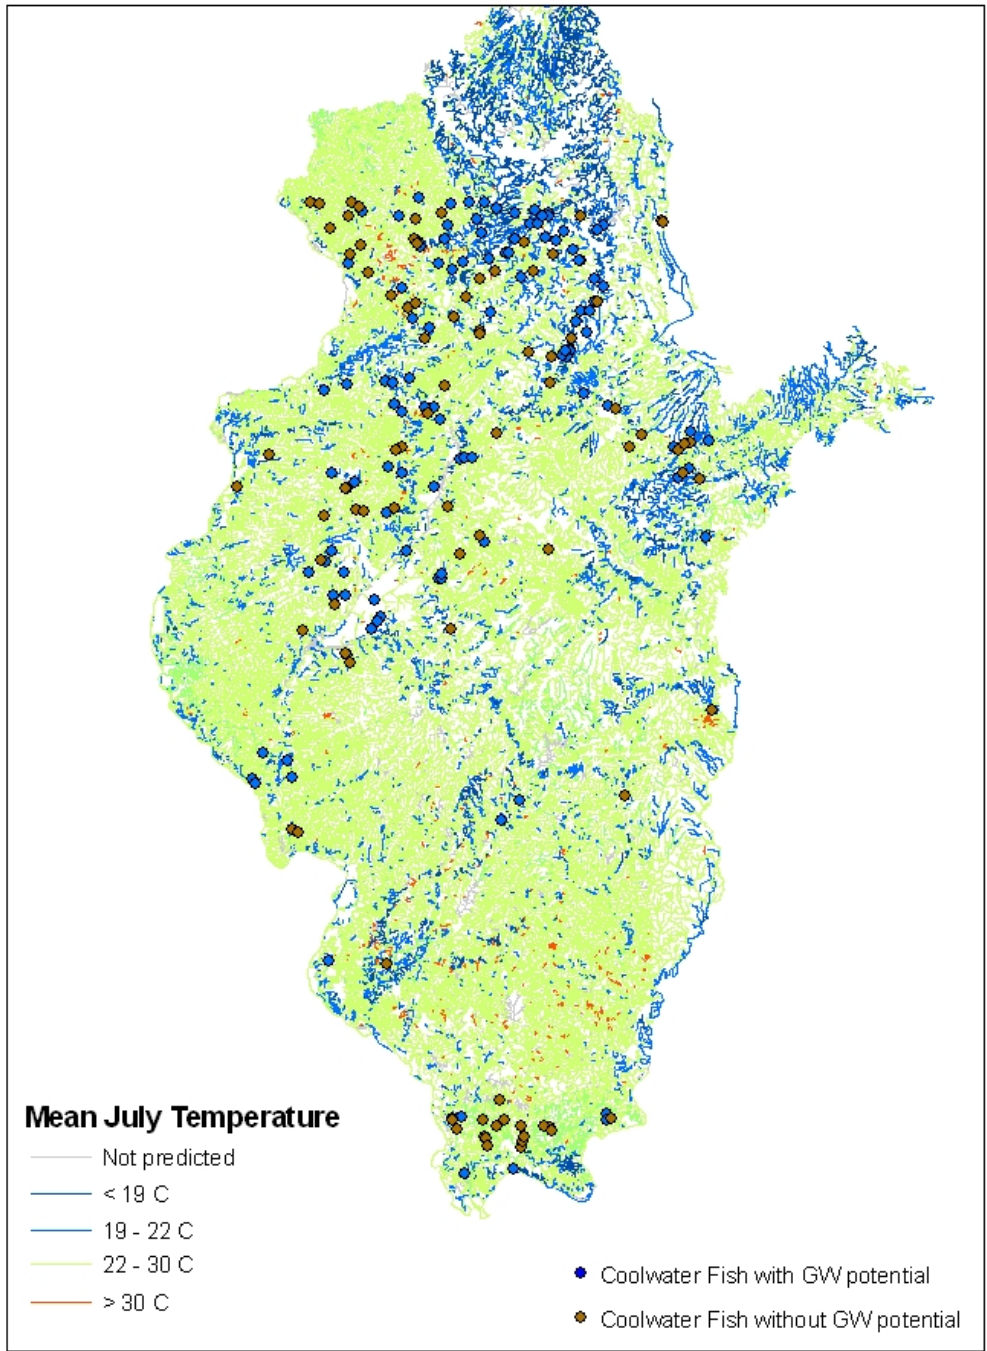 Mean July Temperature
Not predicted
< 19 C
19 - 22 C
22 - 30 C
> 30 C
Coolwater Fish with GW potential
Coolwater Fish without GW potential